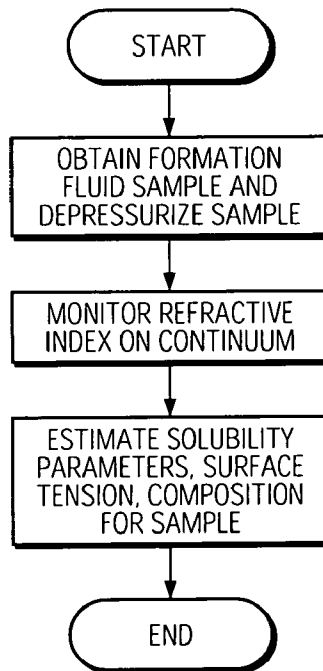 START
OBTAIN FORMATION
FLUID SAMPLE AND
DEPRESSURIZE SAMPLE
MONITOR REFRACTIVE
INDEX ON CONTINUUM
ESTIMATE SOLUBILITY
PARAMETERS, SURFACE
TENSION, COMPOSITION
FOR SAMPLE
END